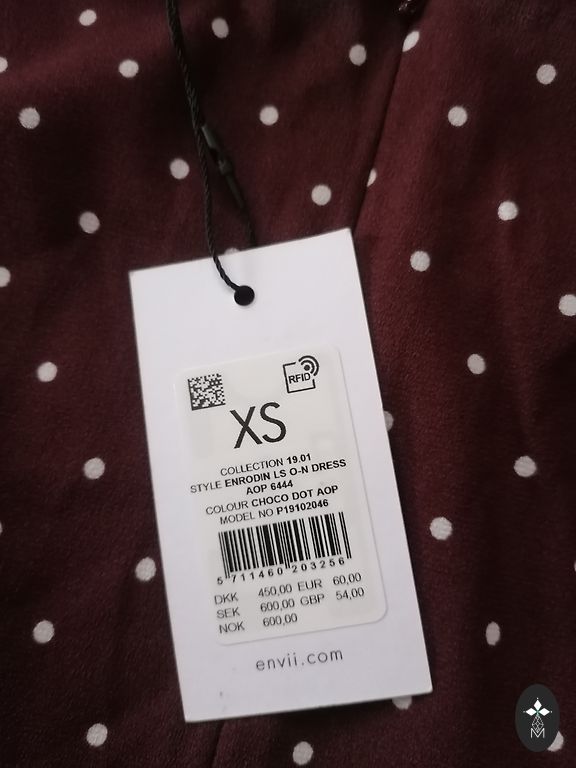 RFID
XS
COLLECTION 19.01
STYLE ENRODIN LS O-N DRESS
AOP 6444
COLOUR CHOCO DOT AOP
MODEL NO P19102046
5 711460 203256
DKK 450,00 EUR 60,00
SEK 600,00 GBP 54,00
NOK 600,00
envii.com
M